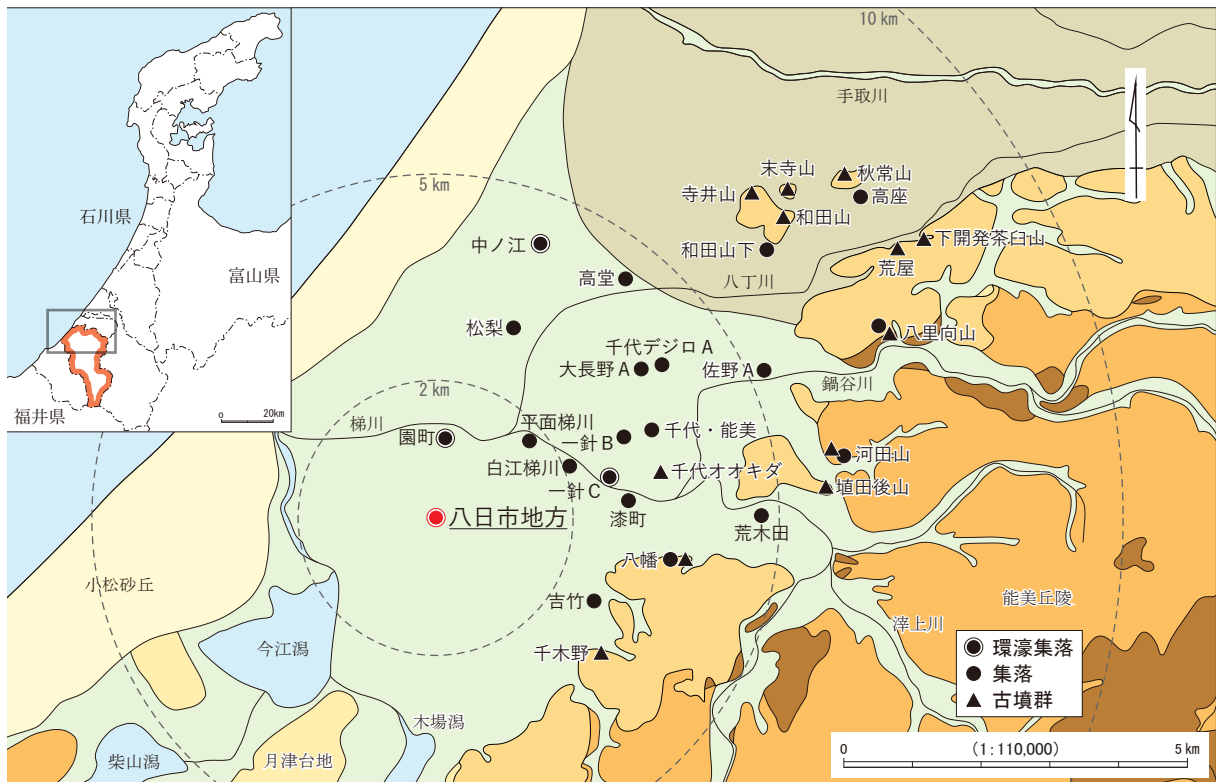 石川県
富山県
福井県
0 20km
10 km
手取川
末寺山
秋常山
寺井山
高座
和田山
5 km
中ノ江
和田山下
下開発茶臼山
荒屋
高堂
八丁川
松梨
八里向山
千代デジロA
大長野A
佐野A
鍋谷川
2 km
梯川
園町
平面梯川
一針B
千代・能美
白江梯川
千代オオキダ
河田山
一針C
埴田後山
八日市地方
漆町
荒木田
八幡
小松砂丘
吉竹
能美丘陵
滓上川
今江潟
千木野
環濠集落
集落
古墳群
木場潟
柴山潟
月津台地
0 (1:110,000) 5 km